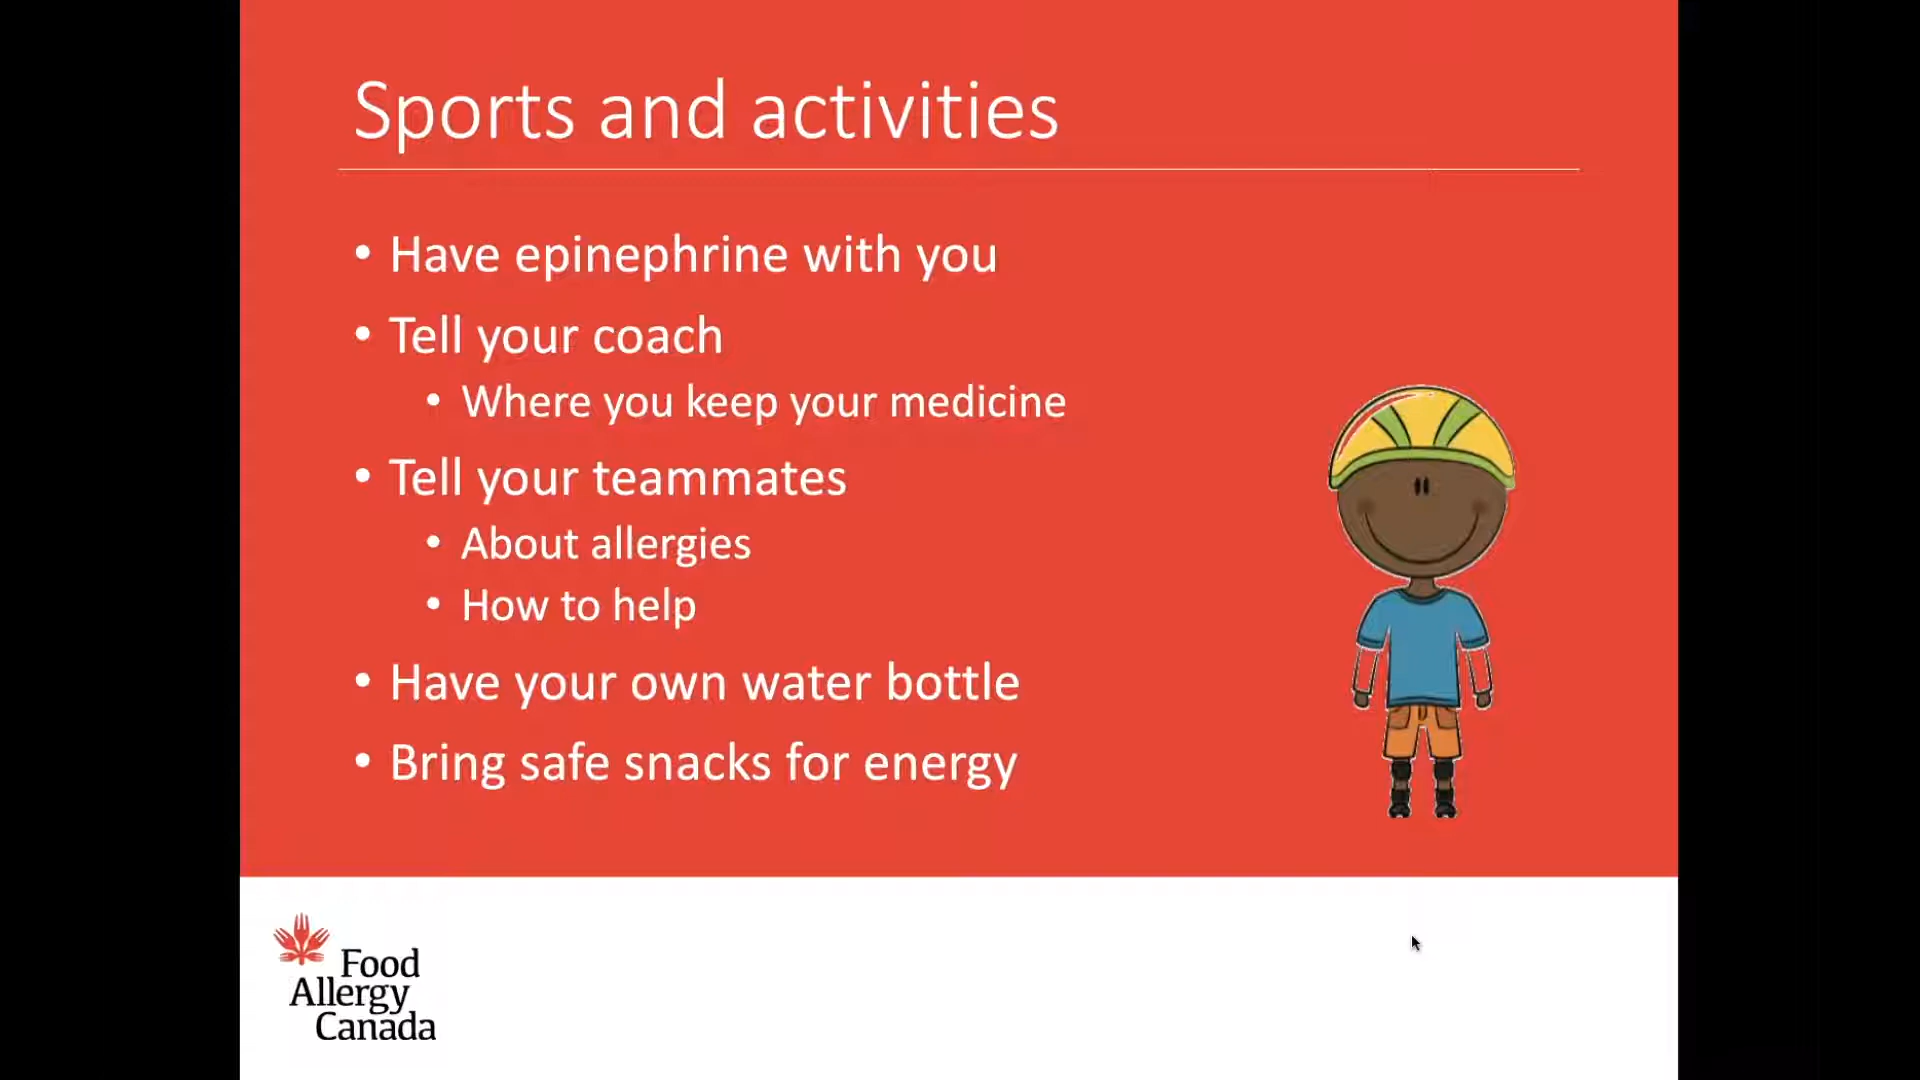 Sports and activities
• Have epinephrine with you
• Tell your coach
• Where you keep your medicine
• Tell your teammates
• About allergies
• How to help
• Have your own water bottle
• Bring safe snacks for energy
Food
Allergy
Canada